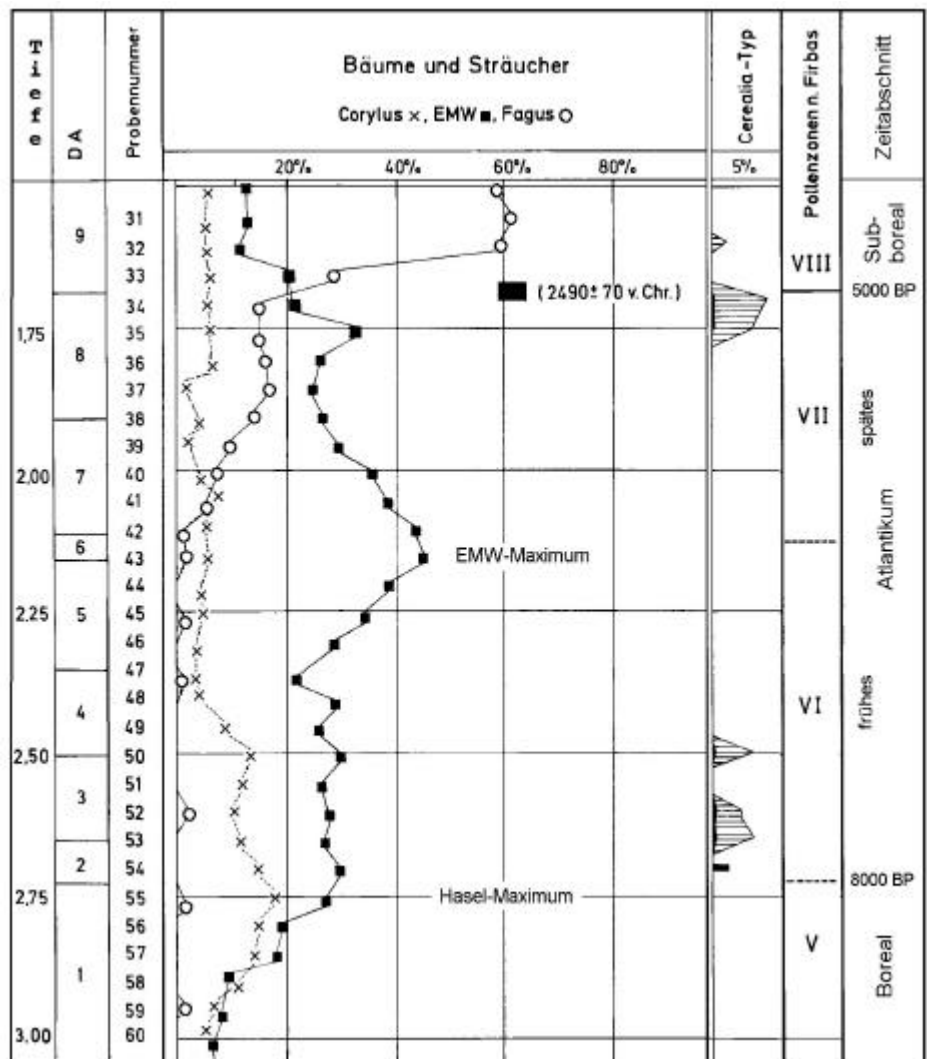 Tiefe
DA
Probennummer
Bäume und Sträucher
Corylus ×, EMW ■, Fagus O
20% 40% 60% 80%
Cerealia-Typ
5%
Pollenzonen n. Firbas
Zeitabschnitt
31
9
32
33
34
1,75
35
8
36
37
38
39
2,00
40
7
41
42
6
43
44
2,25
45
5
46
47
48
4
49
2,50
50
51
3
52
53
2
54
2,75
55
56
57
1
58
59
3,00
60
(2490± 70 v. Chr.)
EMW-Maximum
Hasel-Maximum
VIII
VII
VI
V
Sub-
boreal
5000 BP
spätes
Atlantikum
frühes
8000 BP
Boreal